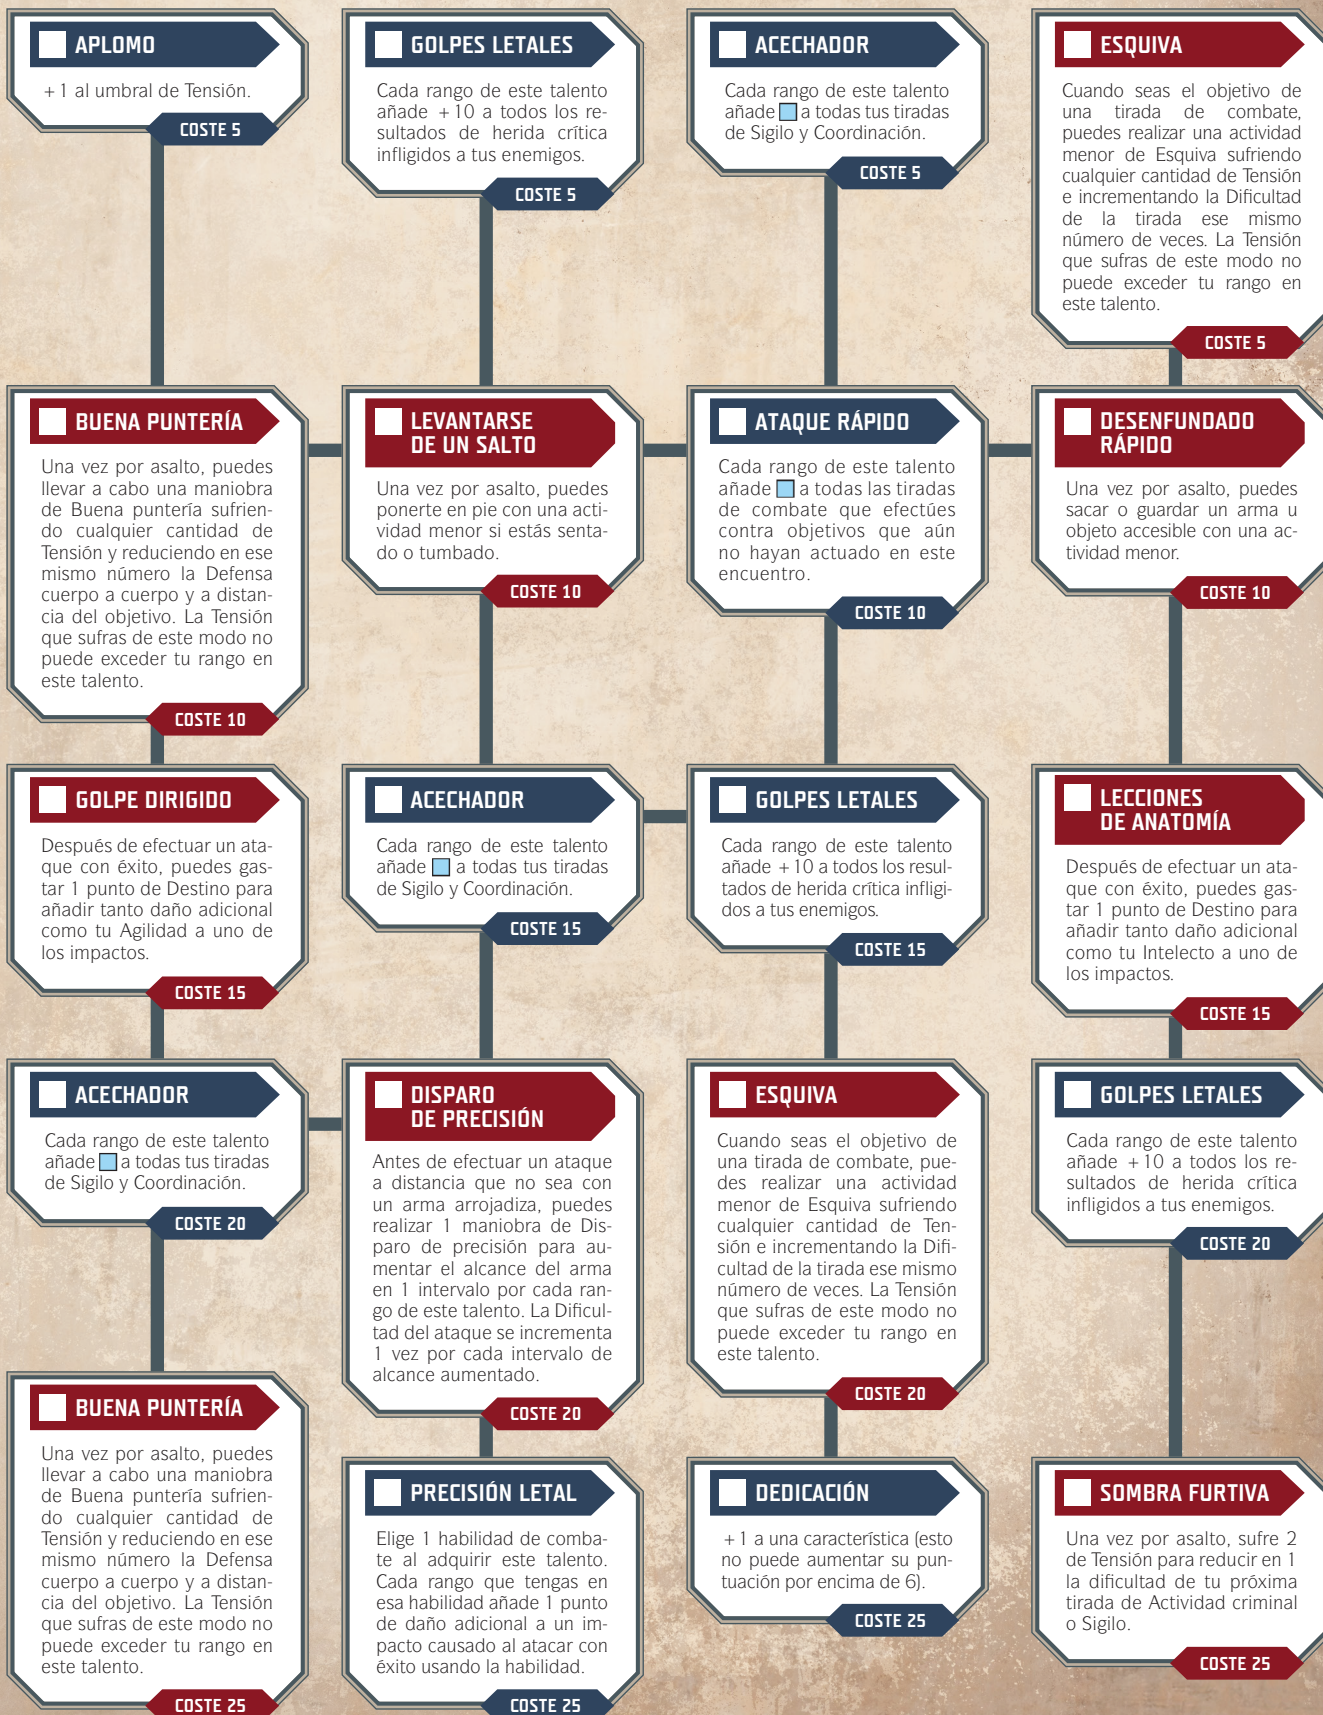 APLOMO
+1 al umbral de Tensión.
COSTE 5
GOLPES LETALES
Cada rango de este talento
añade +10 a todos los re-
sultados de herida crítica
infligidos a tus enemigos.
COSTE 5
ACECHADOR
Cada rango de este talento
añade a todas tus tiradas
de Sigilo y Coordinación.
COSTE 5
ESQUIVA
Cuando seas el objetivo de
una tirada de combate,
puedes realizar una actividad
menor de Esquiva sufriendo
cualquier cantidad de Tensión
e incrementando la Dificultad
de la tirada ese mismo
número de veces. La Tensión
que sufras de este modo no
puede exceder tu rango en
este talento.
COSTE 5
BUENA PUNTERÍA
Una vez por asalto, puedes
llevar a cabo una maniobra
de Buena puntería sufrien-
do cualquier cantidad de
Tensión y reduciendo en ese
mismo número la Defensa
cuerpo a cuerpo y a distan-
cia del objetivo. La Tensión
que sufras de este modo no
puede exceder tu rango en
este talento.
COSTE 10
LEVANTARSE
DE UN SALTO
Una vez por asalto, puedes
ponerte en pie con una acti-
vidad menor si estás senta-
do o tumbado.
COSTE 10
ATAQUE RÁPIDO
Cada rango de este talento
añade a todas las tiradas
de combate que efectúes
contra objetivos que aún
no hayan actuado en este
encuentro.
COSTE 10
DESENFUNDADO
RÁPIDO
Una vez por asalto, puedes
sacar o guardar un arma u
objeto accesible con una ac-
tividad menor.
COSTE 10
GOLPE DIRIGIDO
Después de efectuar un ata-
que con éxito, puedes gas-
tar 1 punto de Destino para
añadir tanto daño adicional
como tu Agilidad a uno de
los impactos.
COSTE 15
ACECHADOR
Cada rango de este talento
añade a todas tus tiradas
de Sigilo y Coordinación.
COSTE 15
GOLPES LETALES
Cada rango de este talento
añade +10 a todos los resul-
tados de herida crítica infligi-
dos a tus enemigos.
COSTE 15
LECCIONES
DE ANATOMÍA
Después de efectuar un ata-
que con éxito, puedes gas-
tar 1 punto de Destino para
añadir tanto daño adicional
como tu Intelecto a uno de
los impactos.
COSTE 15
ACECHADOR
Cada rango de este talento
añade a todas tus tiradas
de Sigilo y Coordinación.
COSTE 20
DISPARO
DE PRECISIÓN
Antes de efectuar un ataque
a distancia que no sea con
un arma arrojadiza, puedes
realizar 1 maniobra de Dis-
paro de precisión para au-
mentar el alcance del arma
en 1 intervalo por cada ran-
go de este talento. La Dificul-
tad del ataque se incrementa
1 vez por cada intervalo de
alcance aumentado.
COSTE 20
ESQUIVA
Cuando seas el objetivo de
una tirada de combate, pue-
des realizar una actividad
menor de Esquiva sufriendo
cualquier cantidad de Ten-
sión e incrementando la Difi-
cultad de la tirada ese mismo
número de veces. La Tensión
que sufras de este modo no
puede exceder tu rango en
este talento.
COSTE 20
GOLPES LETALES
Cada rango de este talento
añade +10 a todos los re-
sultados de herida crítica
infligidos a tus enemigos.
COSTE 20
BUENA PUNTERÍA
Una vez por asalto, puedes
llevar a cabo una maniobra
de Buena puntería sufrien-
do cualquier cantidad de
Tensión y reduciendo en ese
mismo número la Defensa
cuerpo a cuerpo y a distan-
cia del objetivo. La Tensión
que sufras de este modo no
puede exceder tu rango en
este talento.
COSTE 25
PRECISIÓN LETAL
Elige 1 habilidad de comba-
te al adquirir este talento.
Cada rango que tengas en
esa habilidad añade 1 punto
de daño adicional a un im-
pacto causado al atacar con
éxito usando la habilidad.
COSTE 25
DEDICACIÓN
+1 a una característica (esto
no puede aumentar su pun-
tuación por encima de 6).
COSTE 25
SOMBRA FURTIVA
Una vez por asalto, sufre 2
de Tensión para reducir en 1
la dificultad de tu próxima
tirada de Actividad criminal
o Sigilo.
COSTE 25